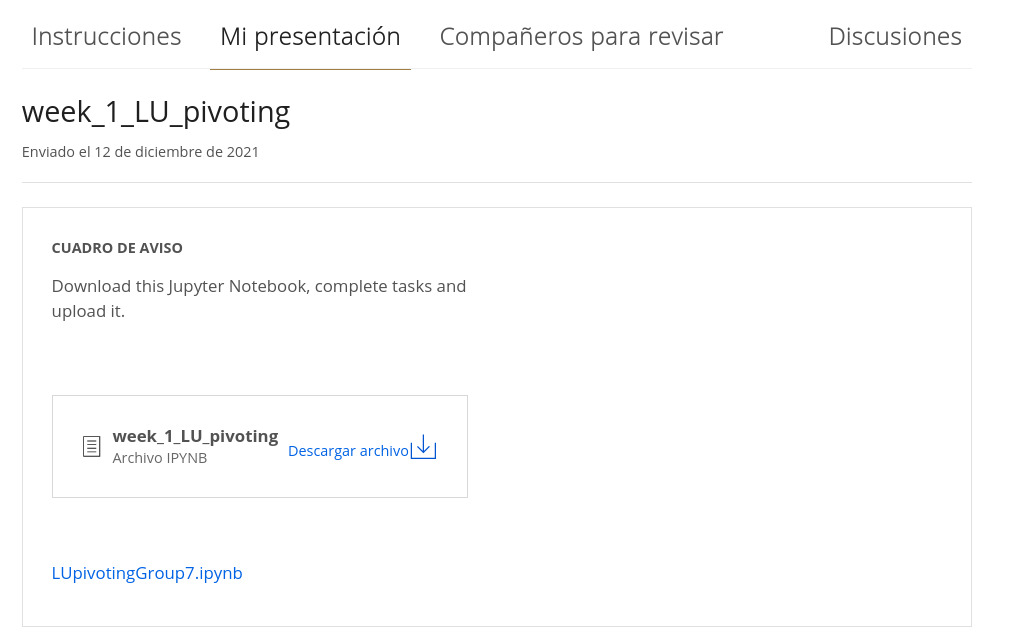 Instrucciones Mi presentación Compañeros para revisar Discusiones
week_1_LU_pivoting
Enviado el 12 de diciembre de 2021
CUADRO DE AVISO
Download this Jupyter Notebook, complete tasks and
upload it.
week_1_LU_pivoting
Archivo IPYNB
Descargar archivo
LUpivotingGroup7.ipynb